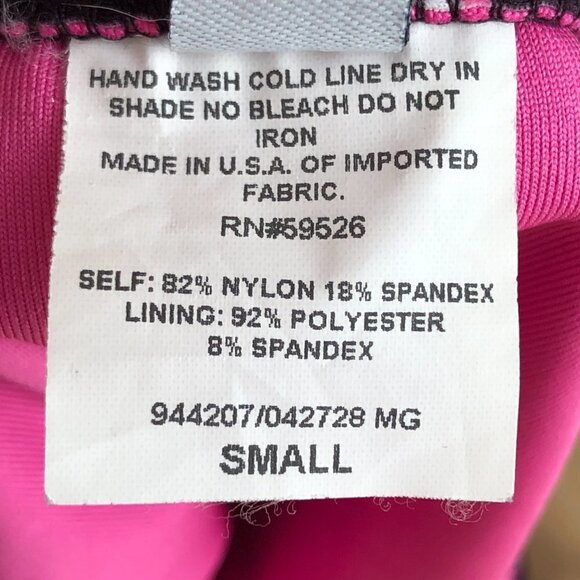 HAND WASH COLD LINE DRY IN
SHADE NO BLEACH DO NOT
IRON
MADE IN U.S.A. OF IMPORTED
FABRIC.
RN#59526
SELF: 82% NYLON 18% SPANDEX
LINING: 92% POLYESTER
8% SPANDEX
944207/042728 MG
SMALL